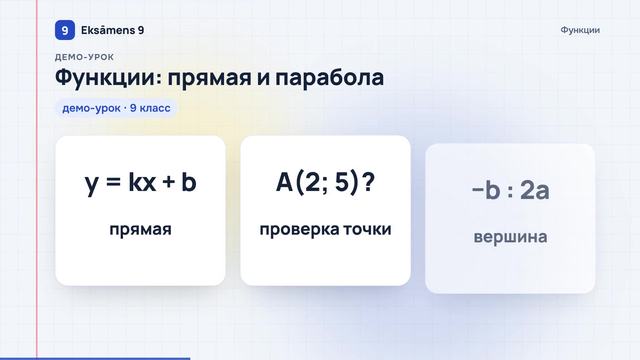 9 Eksāmens 9
Функции
ДЕМО-УРОК
Функции: прямая и парабола
демо-урок · 9 класс
y = kx + b
прямая
A(2; 5)?
проверка точки
−b : 2a
вершина